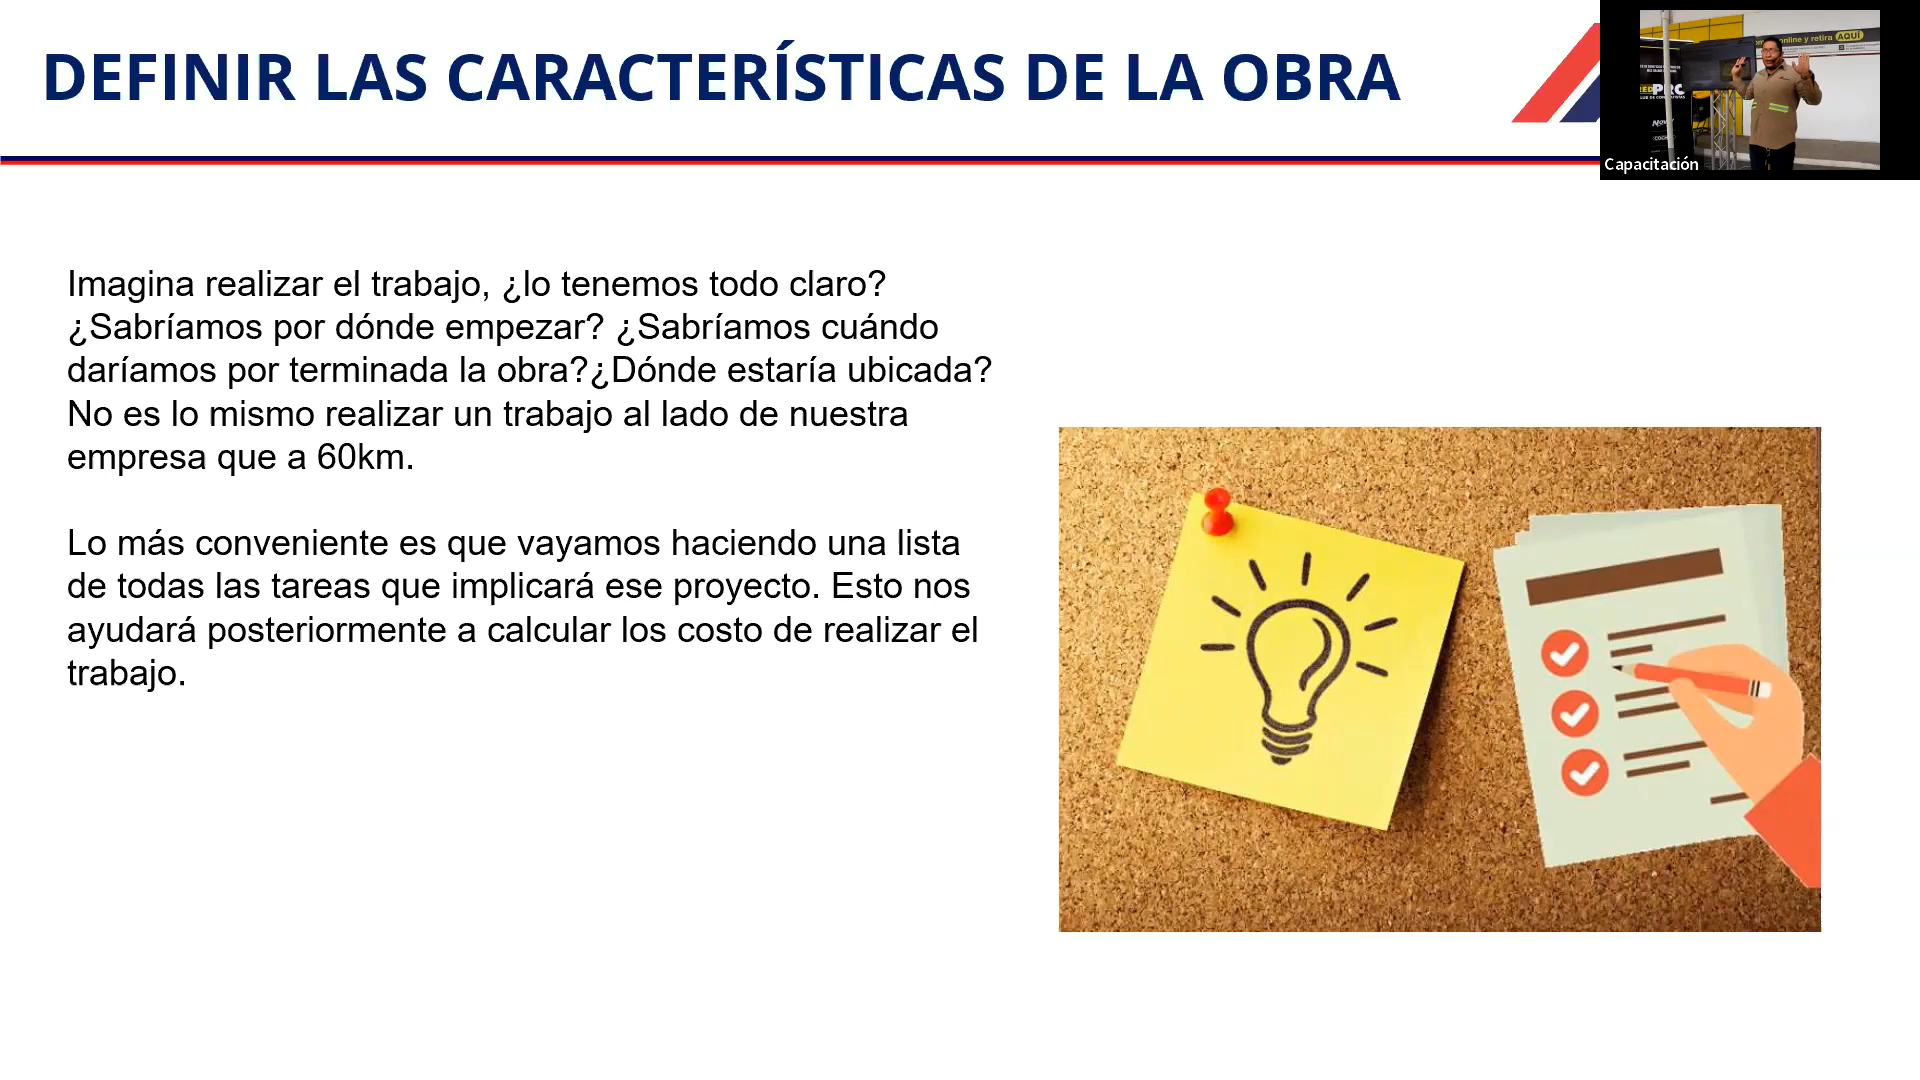 DEFINIR LAS CARACTERÍSTICAS DE LA OBRA
online y retira AQUÍ
Capacitación
Imagina realizar el trabajo, ¿lo tenemos todo claro?
¿Sabríamos por dónde empezar? ¿Sabríamos cuándo
daríamos por terminada la obra?¿Dónde estaría ubicada?
No es lo mismo realizar un trabajo al lado de nuestra
empresa que a 60km.
Lo más conveniente es que vayamos haciendo una lista
de todas las tareas que implicará ese proyecto. Esto nos
ayudará posteriormente a calcular los costo de realizar el
trabajo.